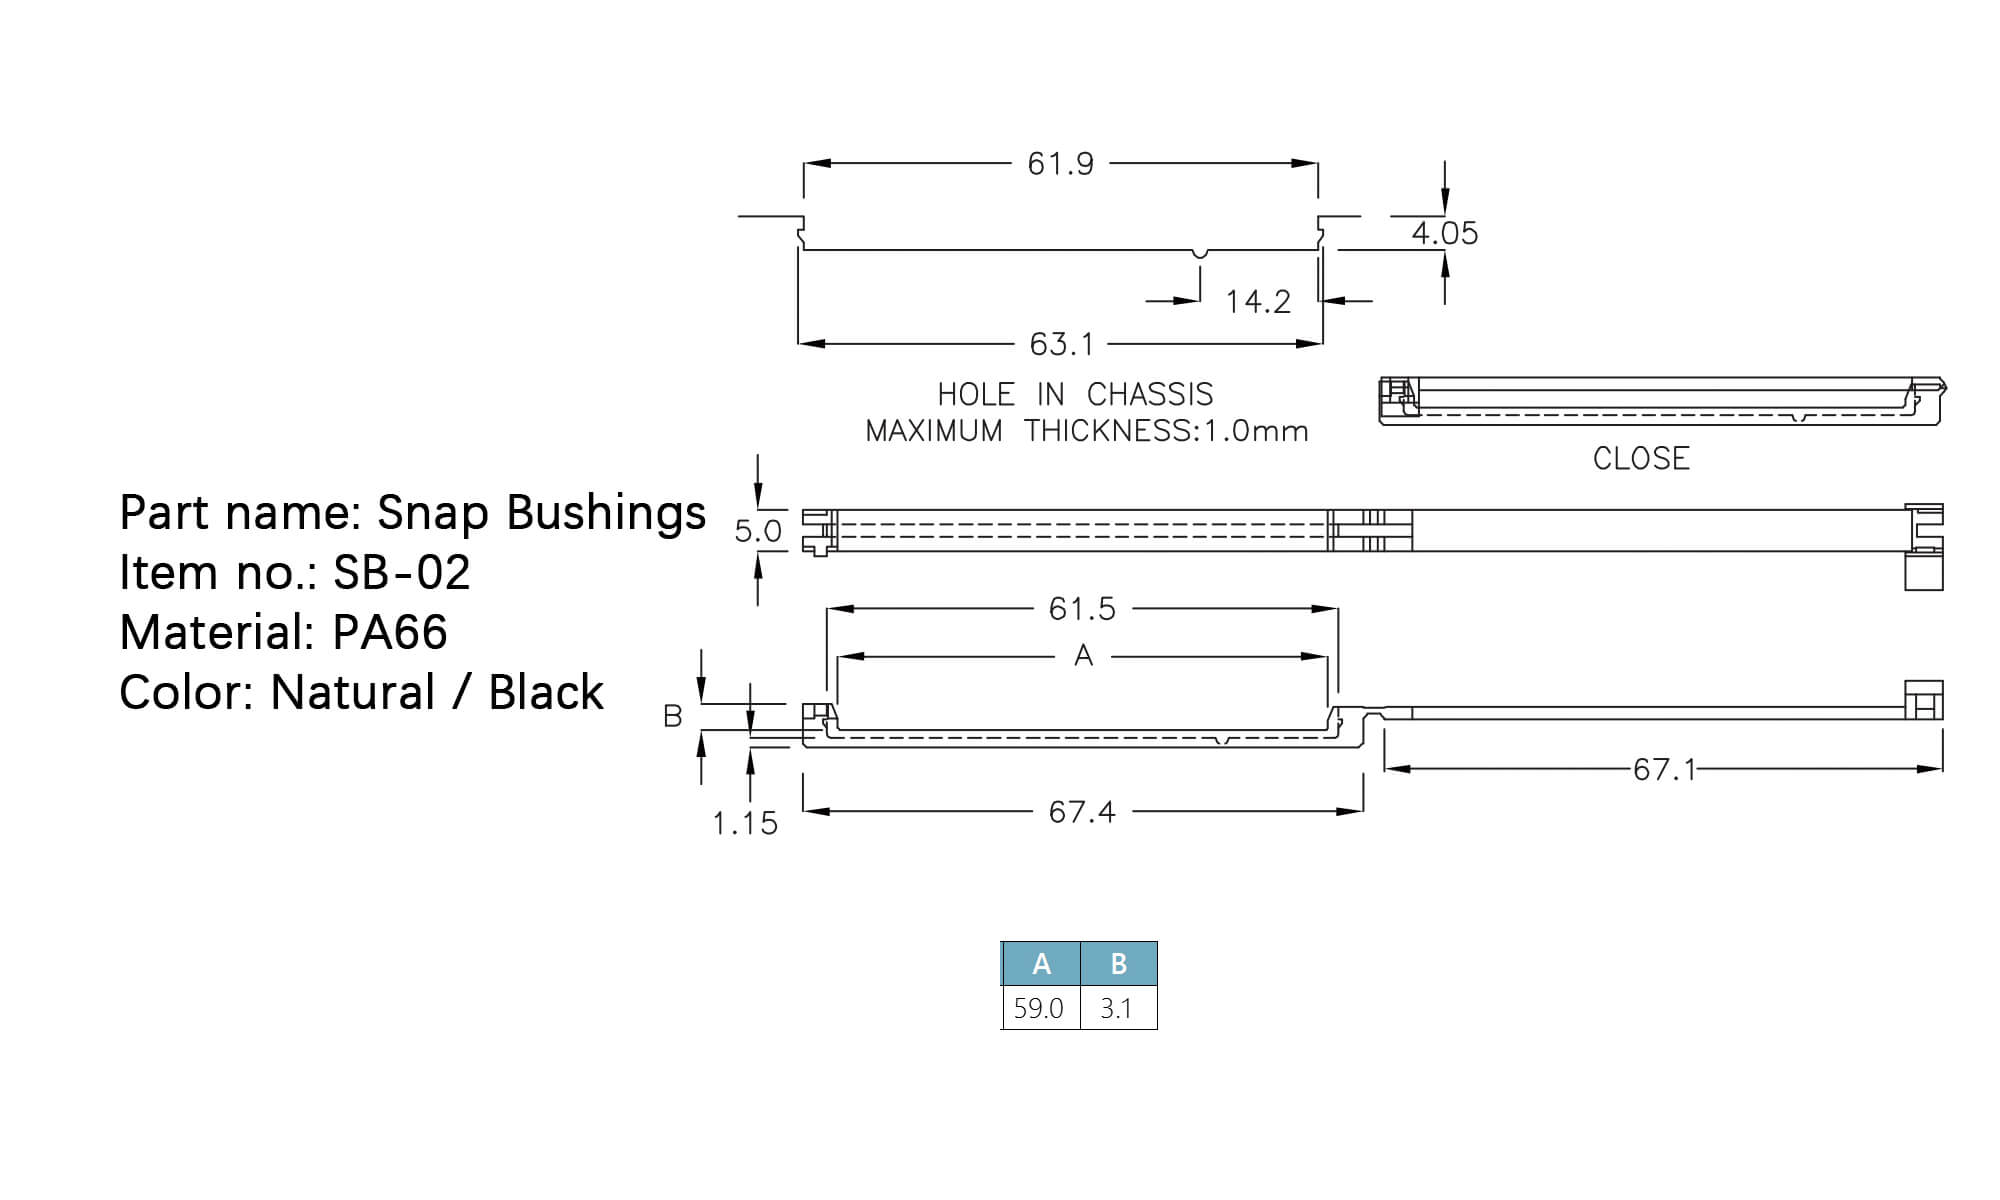 61.9
4.05
14.2
63.1
HOLE IN CHASSIS
MAXIMUM THICKNESS:1.0mm
CLOSE
Part name: Snap Bushings
Item no.: SB-02
Material: PA66
Color: Natural / Black
5.0
61.5
A
B
67.1
67.4
1.15
A B
59.0 3.1